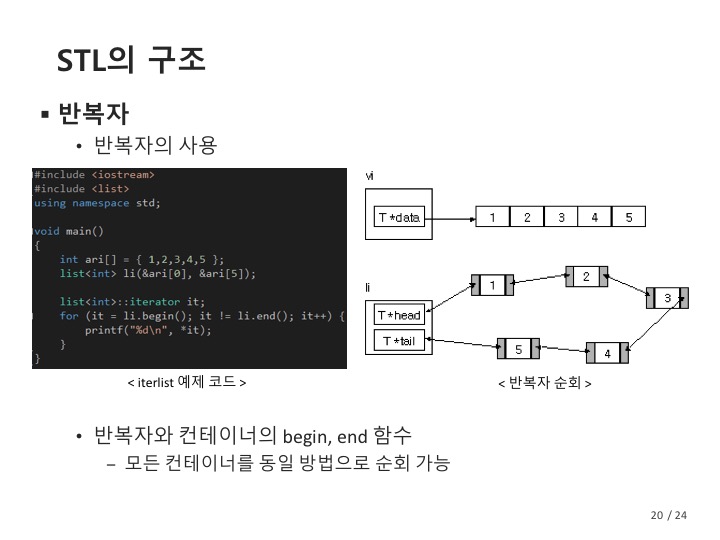 STL의 구조
▪ 반복자
• 반복자의 사용
#include <iostream>
#include <list>
using namespace std;
void main()
{
int ari[] = { 1,2,3,4,5 };
list<int> li(&ari[0], &ari[5]);
list<int>::iterator it;
for (it = li.begin(); it != li.end(); it++) {
printf("%d\n", *it);
}
}
< iterlist 예제 코드 >
vi
T *data
1 2 3 4 5
li
T *head
T *tail
1
2
3
4
5
< 반복자 순회 >
• 반복자와 컨테이너의 begin, end 함수
– 모든 컨테이너를 동일 방법으로 순회 가능
20 / 24